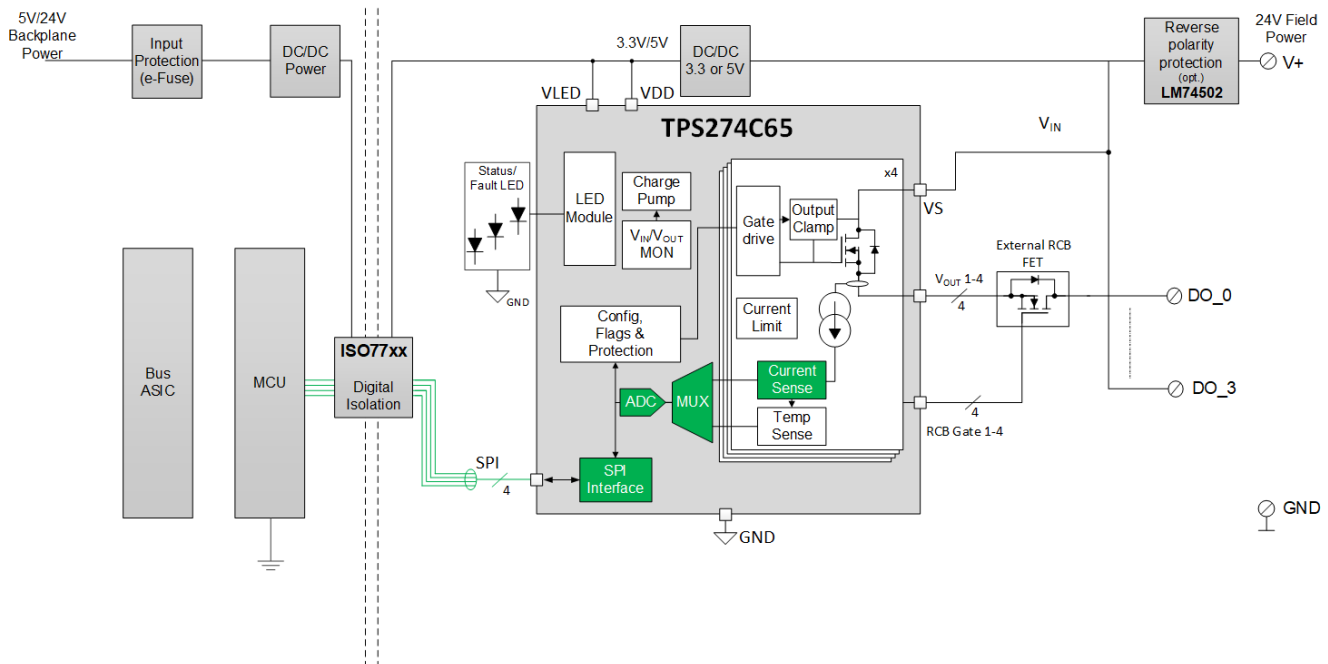 5V/24V
Backplane
Power
Input
Protection
(e-Fuse)
DC/DC
Power
3.3V/5V
DC/DC
3.3 or 5V
Reverse
polarity
protection
(opt.)
LM74502
24V Field
Power
V+
VLED
VDD
TPS274C65
VIN
Status/
Fault LED
GND
LED
Module
Charge
Pump
VIN/VOUT
MON
x4
Gate
drive
Output
Clamp
VS
Current
Limit
VOUT 1-4
4
External RCB
FET
DO_0
DO_3
Config,
Flags &
Protection
ADC
MUX
Current
Sense
Temp
Sense
4
RCB Gate 1-4
Bus
ASIC
MCU
ISO77xx
Digital
Isolation
SPI
4
SPI
Interface
GND
GND